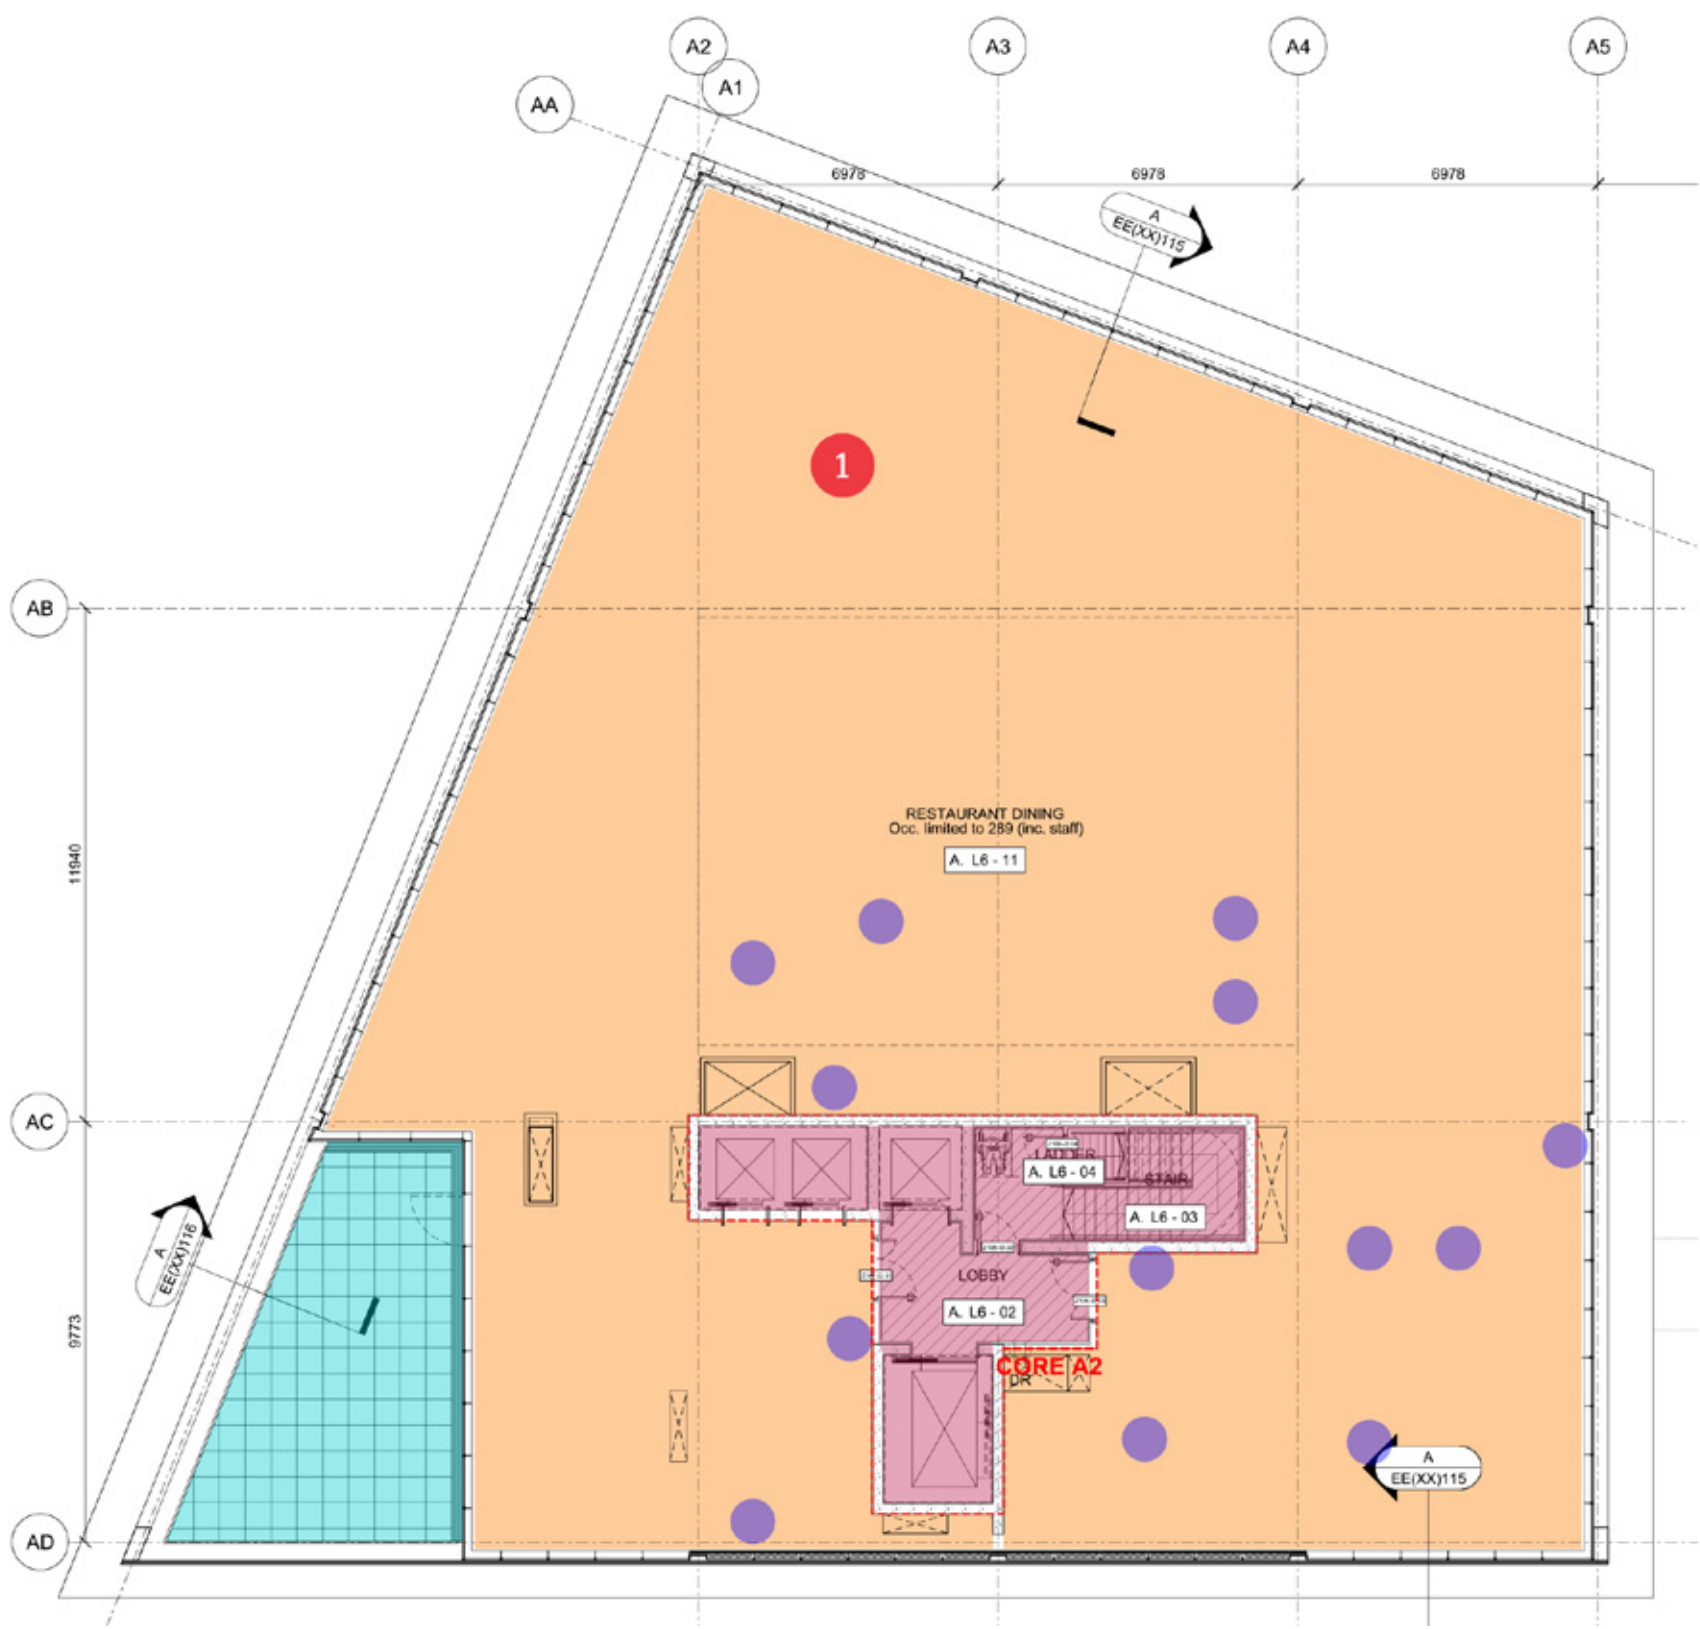 A2
A3
A4
A5
A1
AA
6978
6978
6978
A
EE(XX)115
1
AB
RESTAURANT DINING
Occ. limited to 289 (inc. staff)
A. L6 - 11
11940
AC
LADDER
A. L6 - 04
STAIR
A. L6 - 03
A
EE(XX)116
LOBBY
A. L6 - 02
9773
CORE A2
DR
A
EE(XX)115
AD